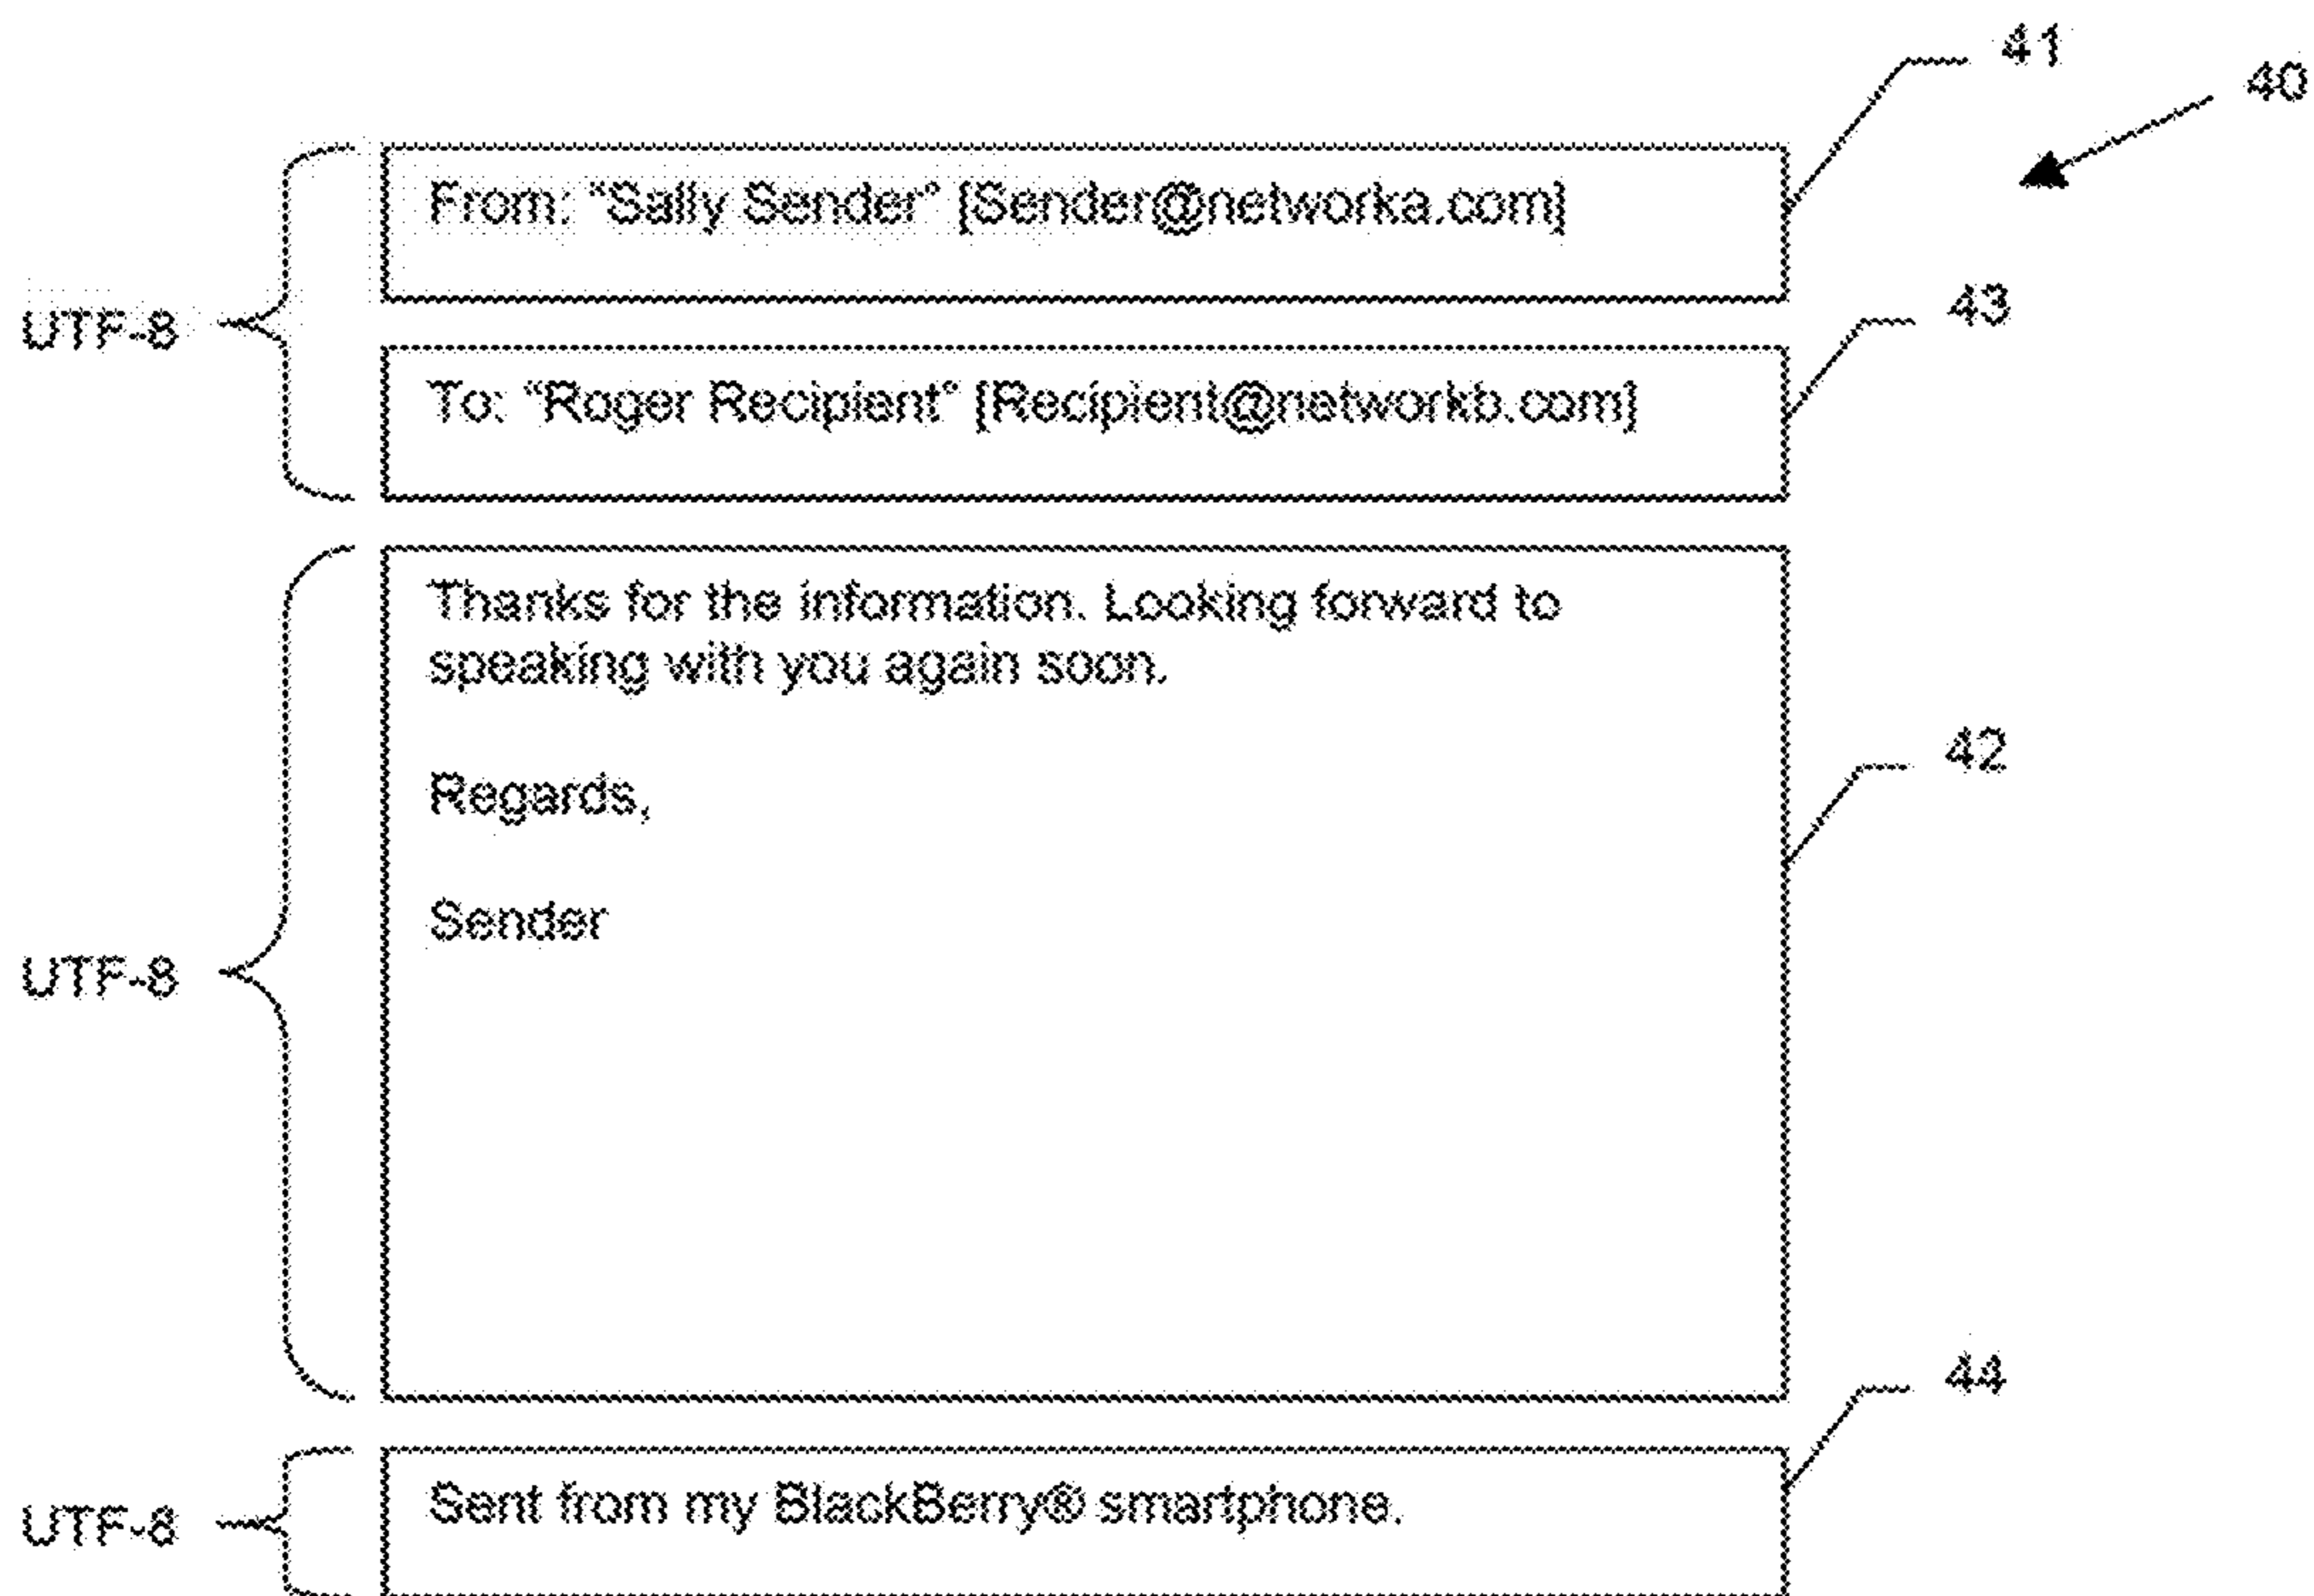 41
40
From: “Sally Sender” [Sender@networka.com]
UTF-8
43
To: “Roger Recipient” [Recipient@networkb.com]
Thanks for the information. Looking forward to
speaking with you again soon.
42
Regards,
Sender
UTF-8
44
Sent from my BlackBerry® smartphone.
UTF-8